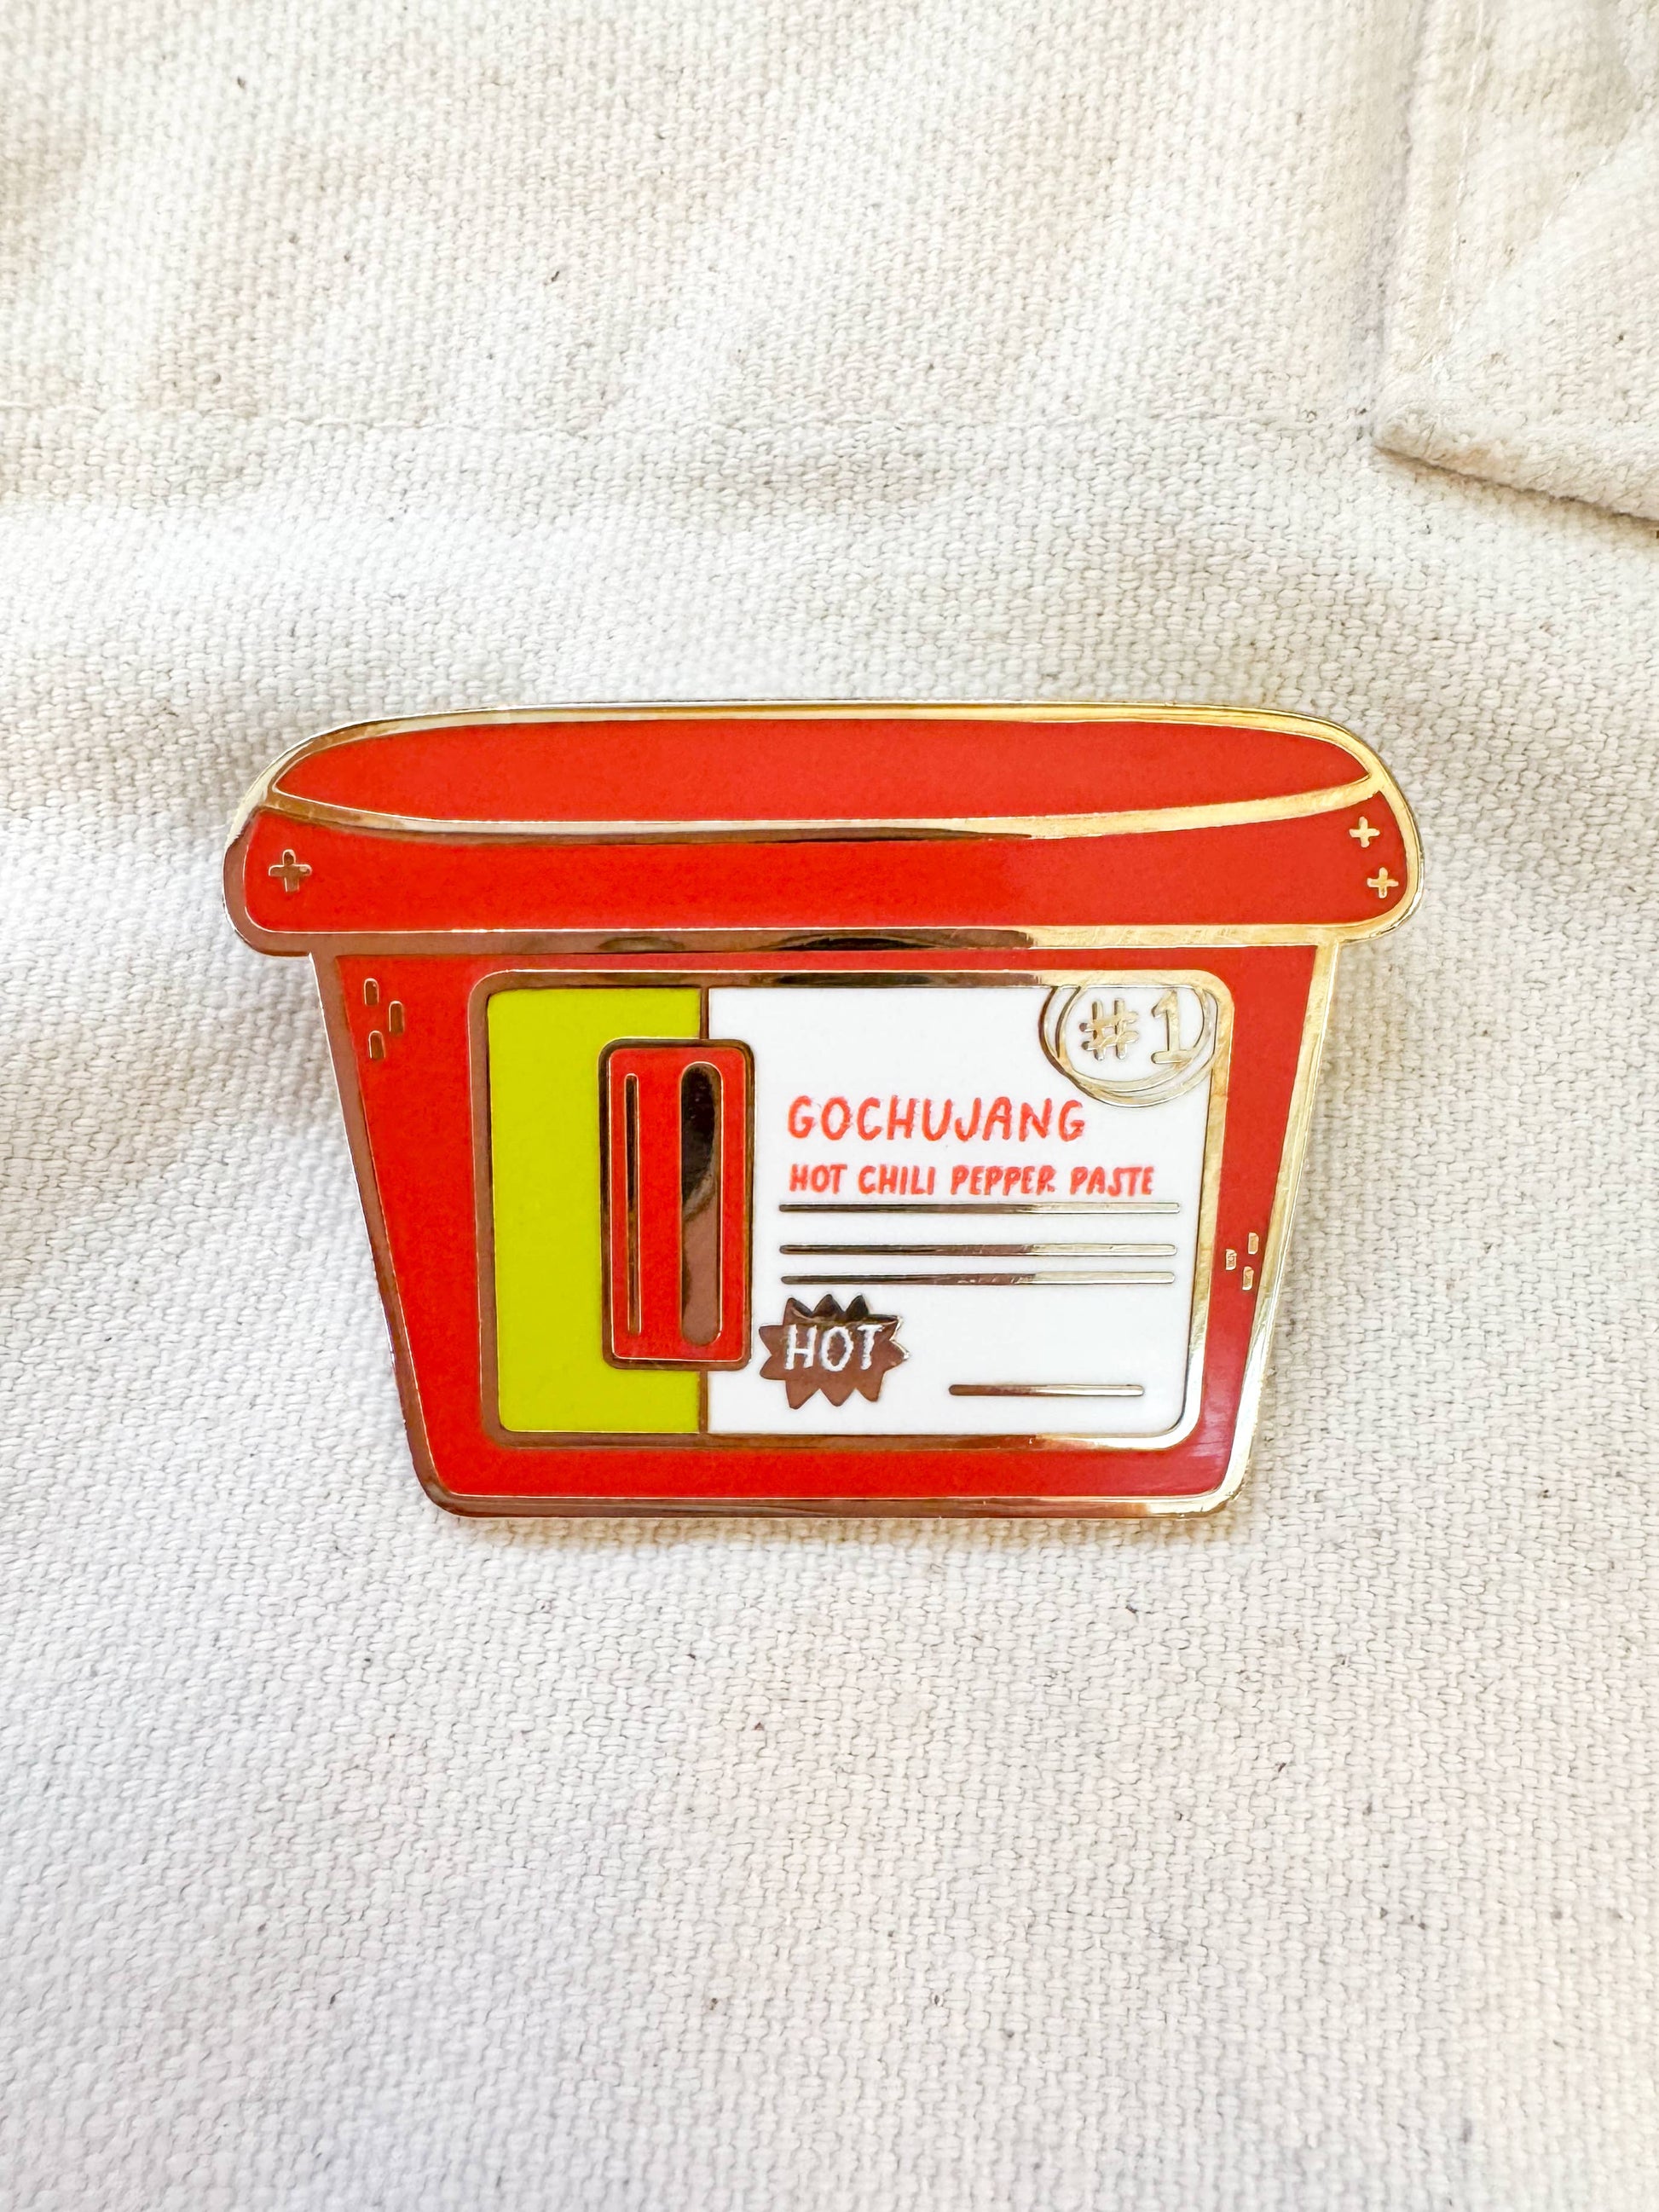 #1
GOCHUJANG
HOT CHILI PEPPER PASTE
HOT